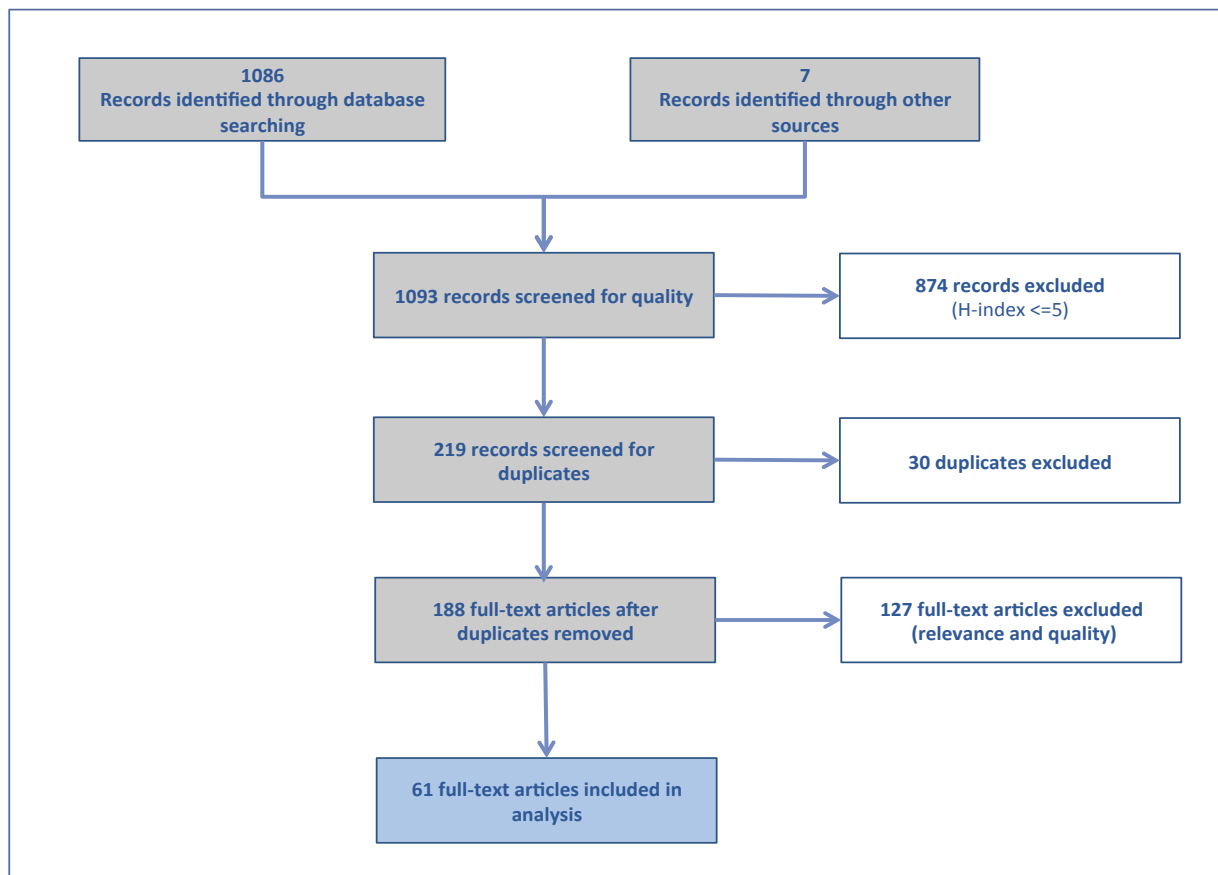 1086
Records identified through database
searching
7
Records identified through other
sources
1093 records screened for quality
874 records excluded
(H-index <=5)
219 records screened for
duplicates
30 duplicates excluded
188 full-text articles after
duplicates removed
127 full-text articles excluded
(relevance and quality)
61 full-text articles included in
analysis